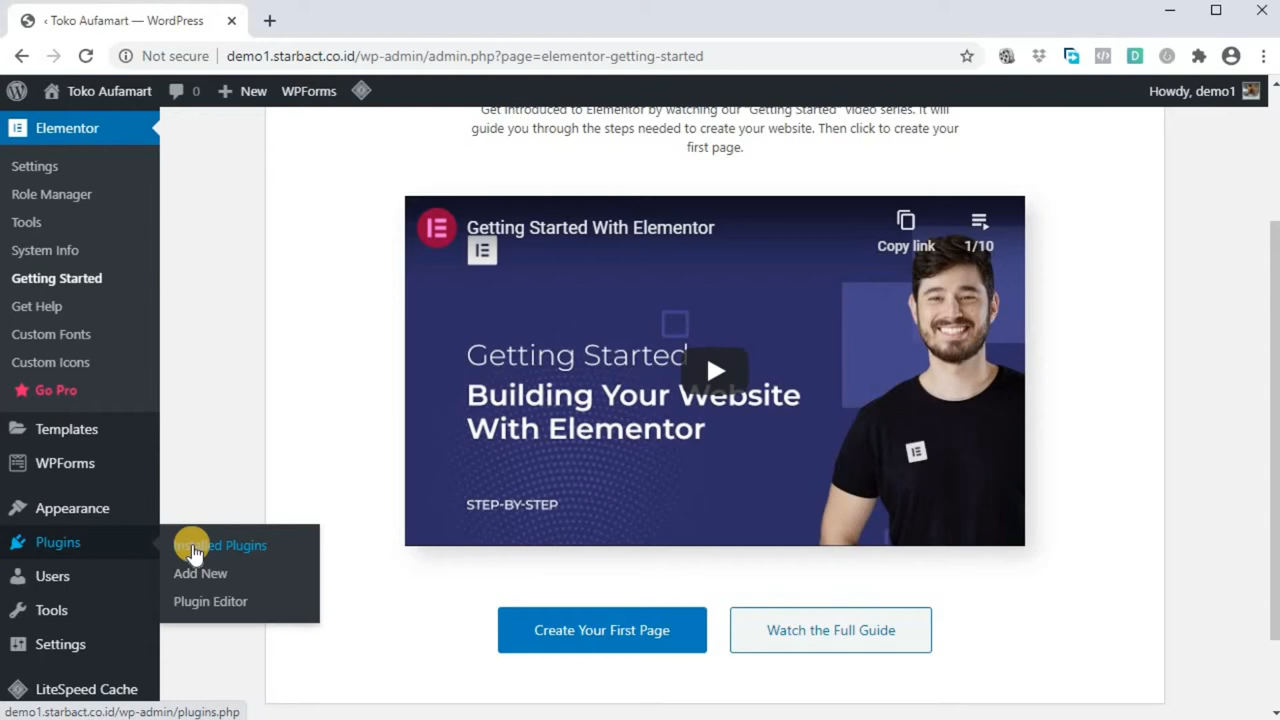 ‹ Toko Aufamart — WordPress
Not secure
demo1.starbact.co.id/wp-admin/admin.php?page=elementor-getting-started
Toko Aufamart
0
New
WPForms
Howdy, demo1
Elementor
Settings
Role Manager
Tools
System Info
Getting Started
Get Help
Custom Fonts
Custom Icons
Go Pro
Templates
WPForms
Appearance
Plugins
Users
Tools
Settings
LiteSpeed Cache
Plugins
Add New
Plugin Editor
demo1.starbact.co.id/wp-admin/plugins.php
Get introduced to Elementor by watching our "Getting Started" video series. It will
guide you through the steps needed to create your website. Then click to create your
first page.
Getting Started With Elementor
Copy link
1/10
Getting Started
Building Your Website
With Elementor
STEP-BY-STEP
Create Your First Page
Watch the Full Guide